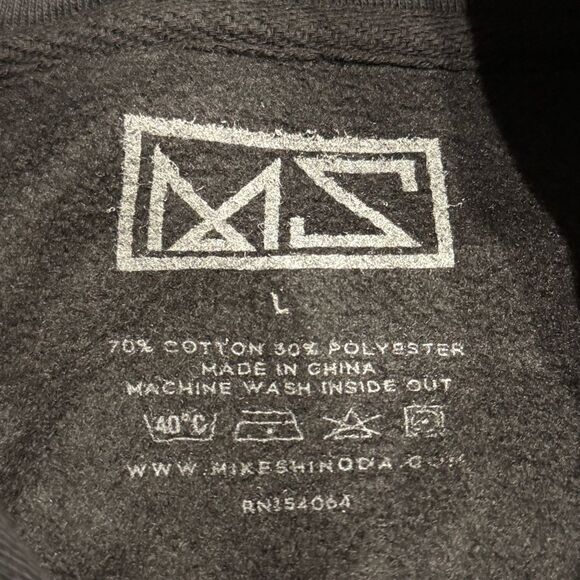 MS
L
70% COTTON 30% POLYESTER
MADE IN CHINA
MACHINE WASH INSIDE OUT
40°C
WWW.MIKESHINODA.COM
RN154064